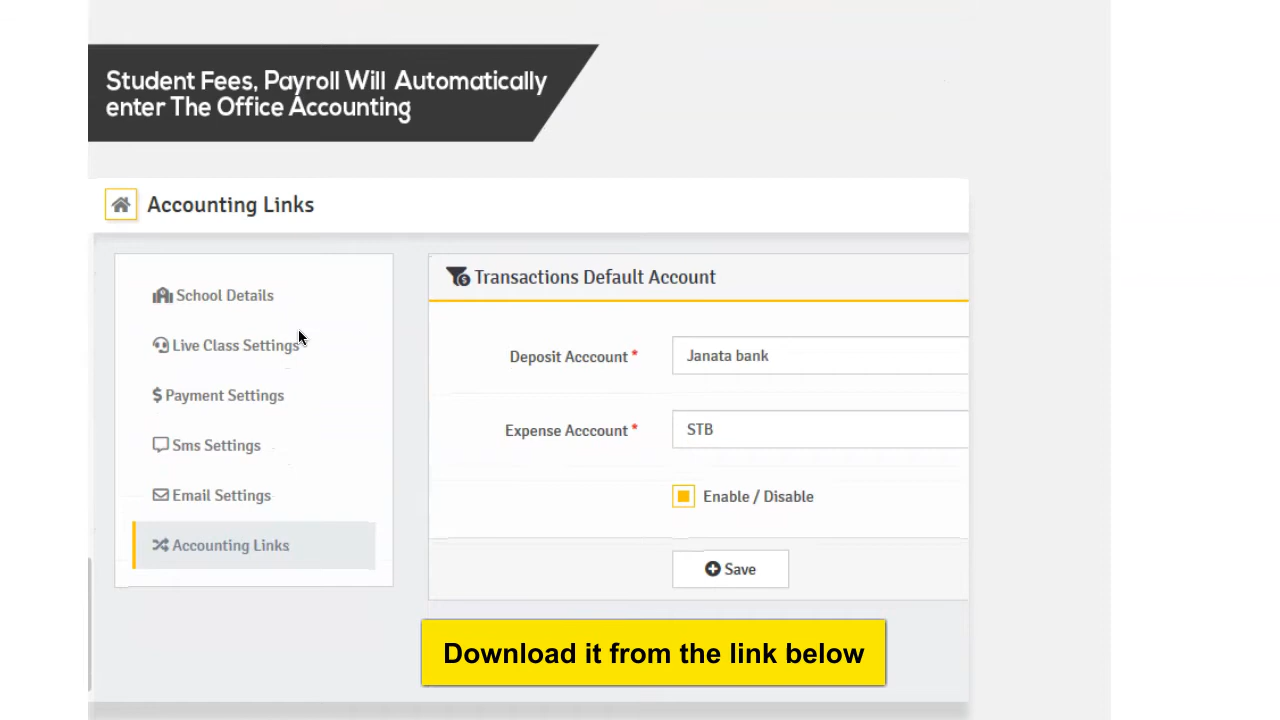 Student Fees, Payroll Will Automatically
enter The Office Accounting
Accounting Links
School Details
Live Class Settings
Payment Settings
Sms Settings
Email Settings
Accounting Links
Transactions Default Account
Deposit Acccount *
Janata bank
Expense Acccount *
STB
Enable / Disable
Save
Download it from the link below